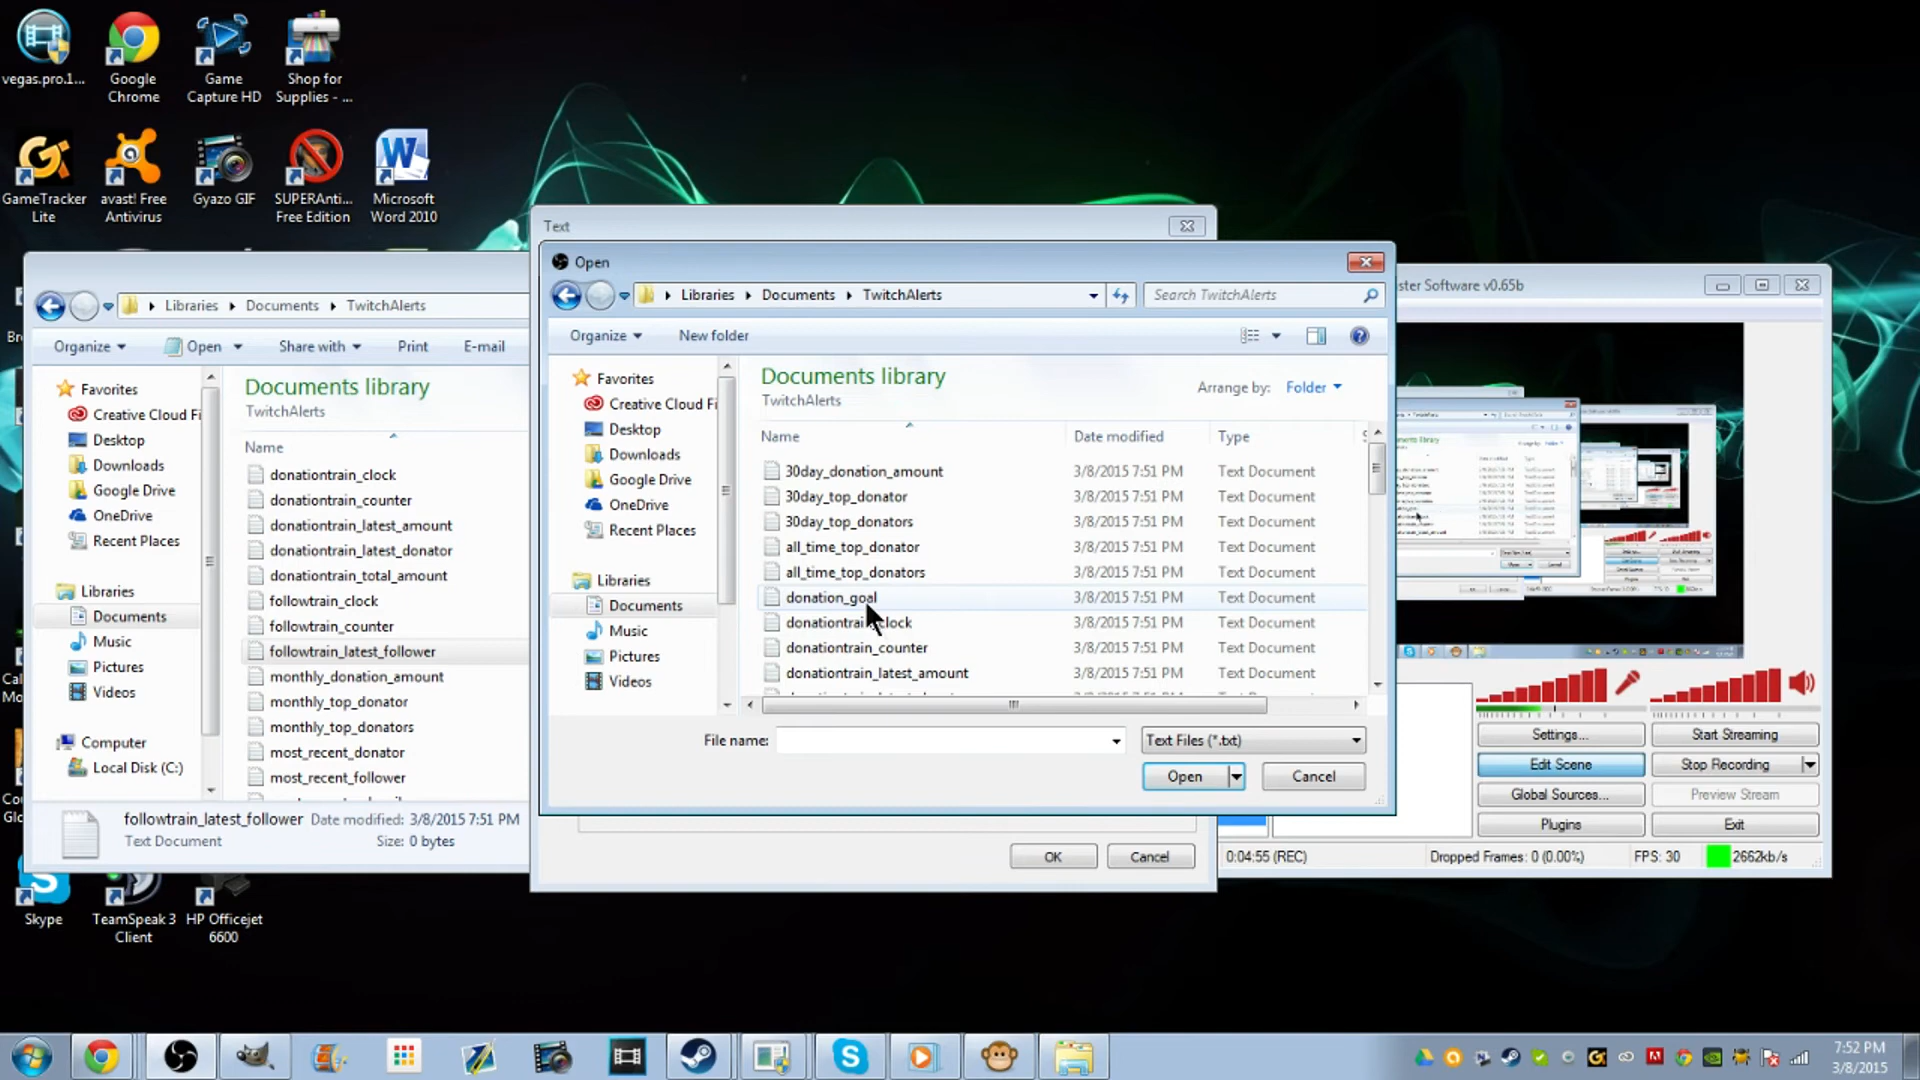 vegas.pro.1...
Google
Chrome
Game
Capture HD
Shop for
Supplies - ...
GameTracker
Lite
avast! Free
Antivirus
Gyazo GIF
SUPERAnti...
Free Edition
Microsoft
Word 2010
Libraries
Documents
TwitchAlerts
Organize
Open
Share with
Print
E-mail
Favorites
Creative Cloud Fi
Desktop
Downloads
Google Drive
OneDrive
Recent Places
Libraries
Documents
Music
Pictures
Videos
Computer
Local Disk (C:)
Documents library
TwitchAlerts
Name
donationtrain_clock
donationtrain_counter
donationtrain_latest_amount
donationtrain_latest_donator
donationtrain_total_amount
followtrain_clock
followtrain_counter
followtrain_latest_follower
monthly_donation_amount
monthly_top_donator
monthly_top_donators
most_recent_donator
most_recent_follower
followtrain_latest_follower Date modified: 3/8/2015 7:51 PM
Text Document Size: 0 bytes
Text
Open
Libraries
Documents
TwitchAlerts
Search TwitchAlerts
Organize
New folder
Favorites
Creative Cloud Fi
Desktop
Downloads
Google Drive
OneDrive
Recent Places
Libraries
Documents
Music
Pictures
Videos
Documents library
TwitchAlerts
Arrange by: Folder
Name Date modified Type
30day_donation_amount 3/8/2015 7:51 PM Text Document
30day_top_donator 3/8/2015 7:51 PM Text Document
30day_top_donators 3/8/2015 7:51 PM Text Document
all_time_top_donator 3/8/2015 7:51 PM Text Document
all_time_top_donators 3/8/2015 7:51 PM Text Document
donation_goal 3/8/2015 7:51 PM Text Document
donationtrain_clock 3/8/2015 7:51 PM Text Document
donationtrain_counter 3/8/2015 7:51 PM Text Document
donationtrain_latest_amount 3/8/2015 7:51 PM Text Document
File name:
Text Files (*.txt)
Open
Cancel
OK
Cancel
ster Software v0.65b
Settings...
Start Streaming
Edit Scene
Stop Recording
Global Sources...
Preview Stream
Plugins
Exit
0:04:55 (REC)
Dropped Frames: 0 (0.00%)
FPS: 30
2662kb/s
Skype
TeamSpeak 3
Client
HP Officejet
6600
7:52 PM
3/8/2015